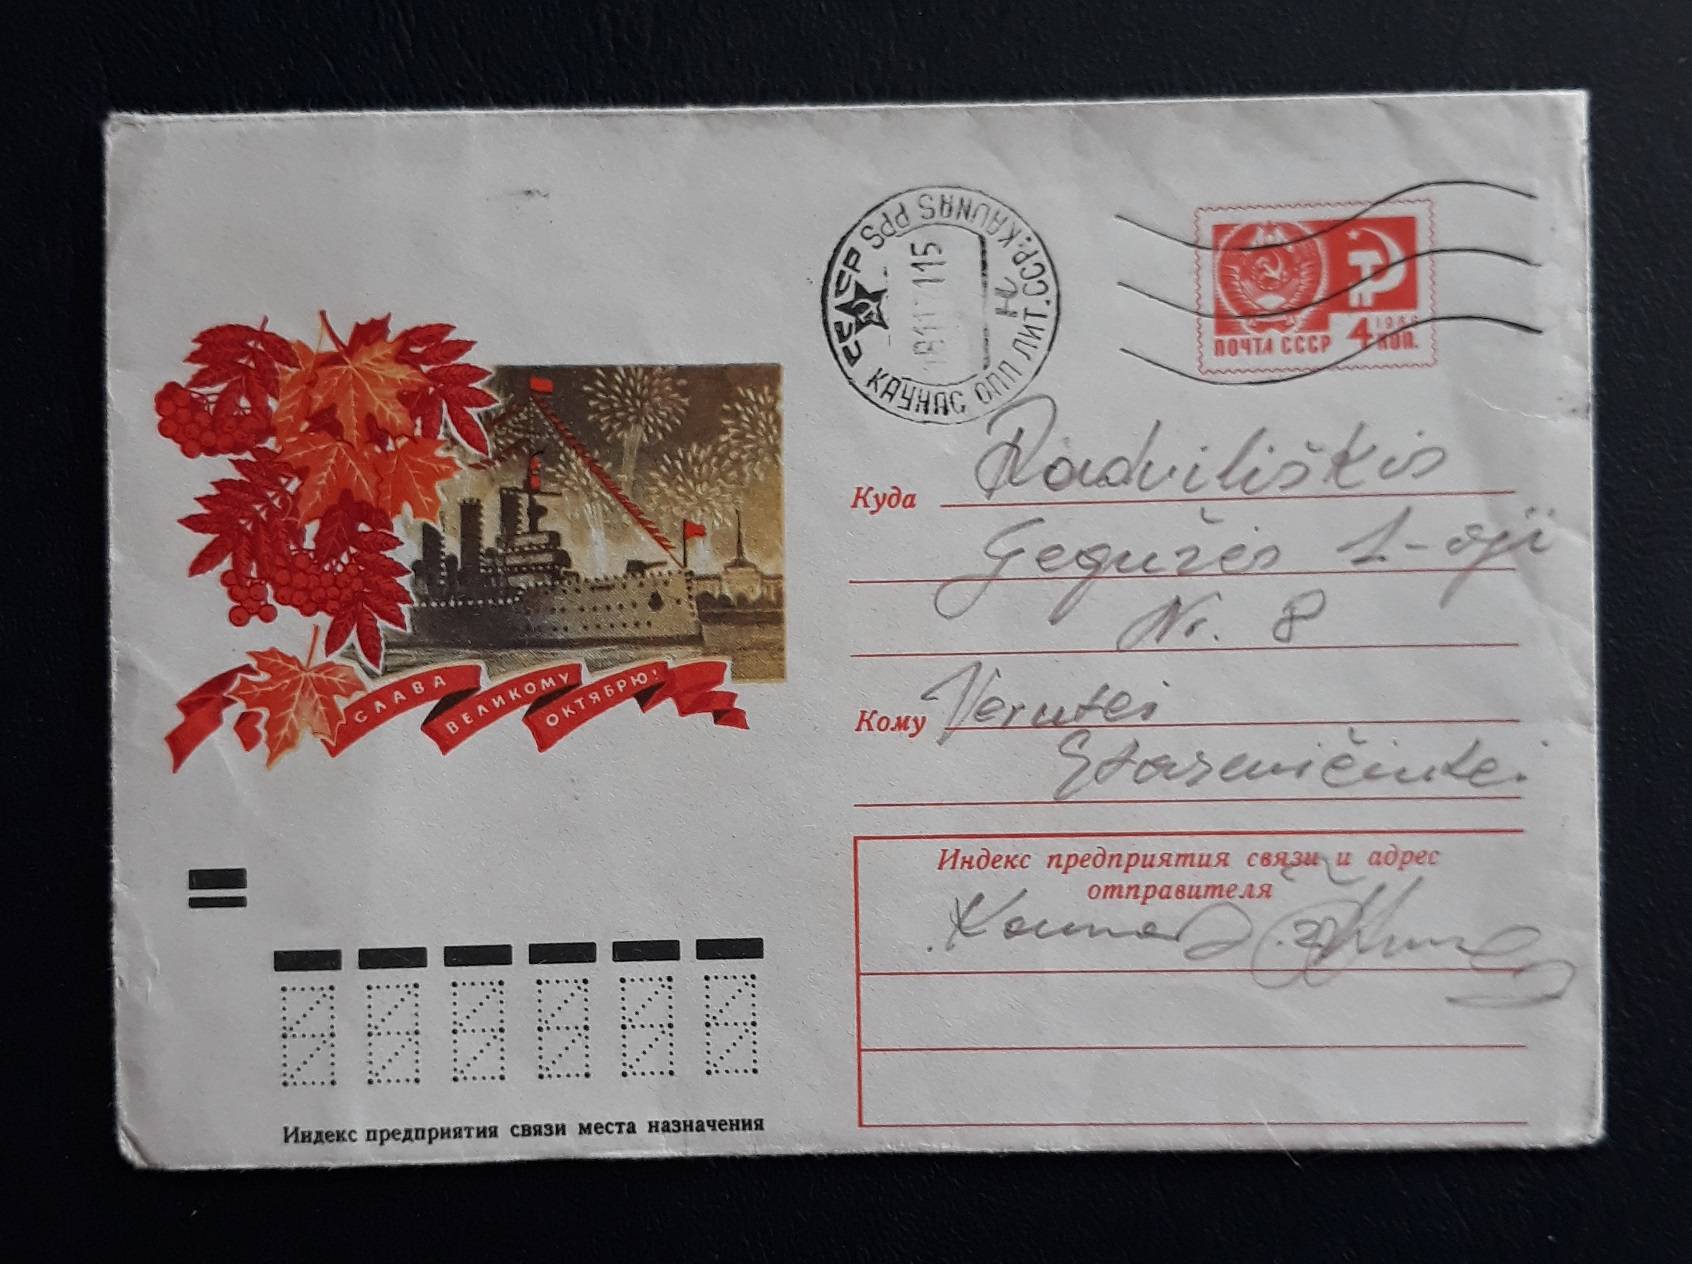 СССР KAUNAS PPS
КАУНАС ОПП ЛИТ.ССР
1966
ПОЧТА СССР 4 КОП.
Куда Radviliškis
Gegužės 1-oji
Nr. 8
Кому Verutei
СЛАВА ВЕЛИКОМУ ОКТЯБРЮ!
Индекс предприятия связи и адрес
отправителя
Индекс предприятия связи места назначения